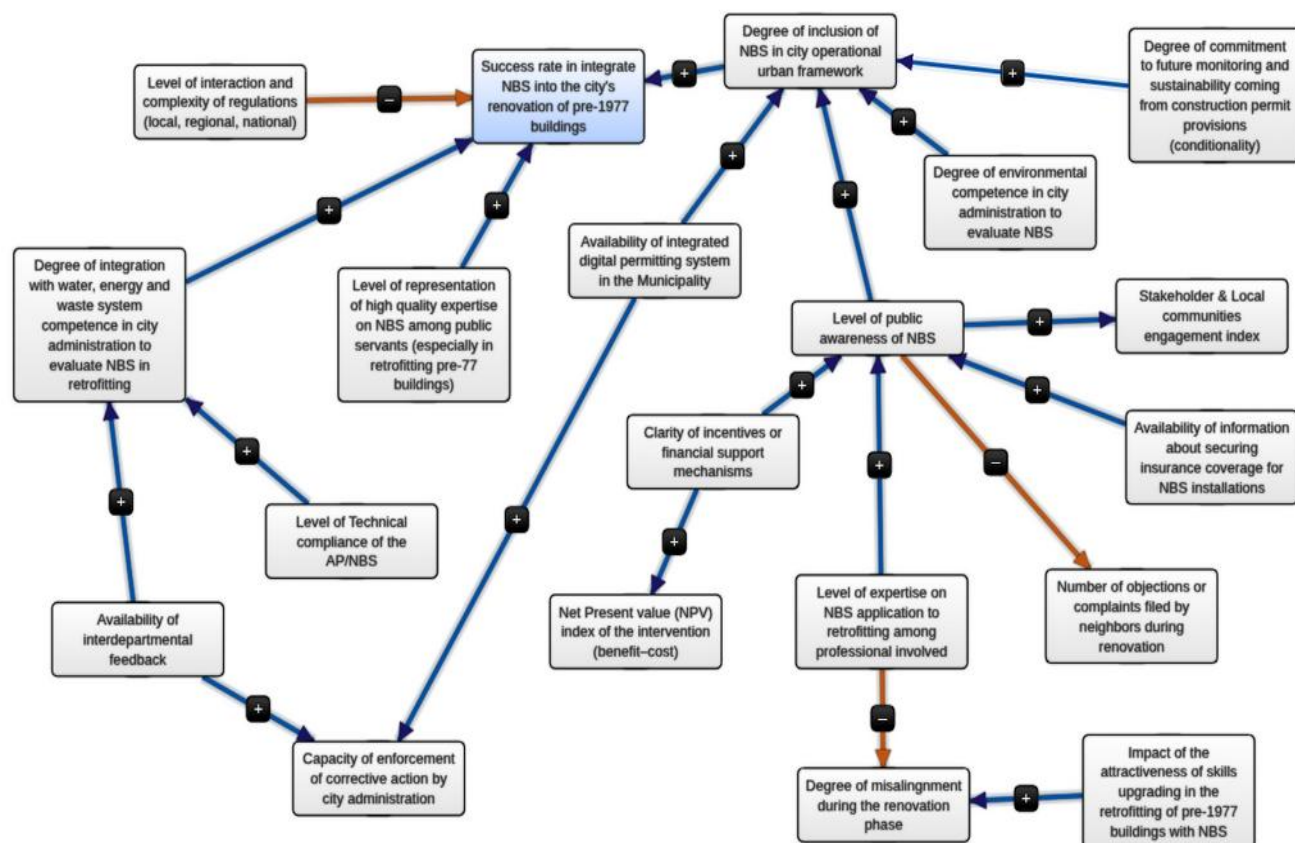 Degree of inclusion of
NBS in city operational
urban framework
Degree of commitment
to future monitoring and
sustainability coming
from construction permit
provisions
(conditionality)
Success rate in integrate
NBS into the city's
renovation of pre-1977
buildings
Level of interaction and
complexity of regulations
(local, regional, national)
+
+
−
+
+
Degree of environmental
competence in city
administration to
evaluate NBS
+
+
+
Availability of integrated
digital permitting system
in the Municipality
Degree of integration
with water, energy and
waste system
competence in city
administration to
evaluate NBS in
retrofitting
Level of representation
of high quality expertise
on NBS among public
servants (especially in
retrofitting pre-77
buildings)
Level of public
awareness of NBS
+
Stakeholder & Local
communities
engagement index
+
+
Clarity of incentives or
financial support
mechanisms
Availability of information
about securing
insurance coverage for
NBS installations
+
+
−
+
Level of Technical
compliance of the
AP/NBS
+
+
Availability of
interdepartmental
feedback
Net Present value (NPV)
index of the intervention
(benefit–cost)
Level of expertise on
NBS application to
retrofitting among
professional involved
Number of objections or
complaints filed by
neighbors during
renovation
+
−
Capacity of enforcement
of corrective action by
city administration
Degree of misalingnment
during the renovation
phase
+
Impact of the
attractiveness of skills
upgrading in the
retrofitting of pre-1977
buildings with NBS